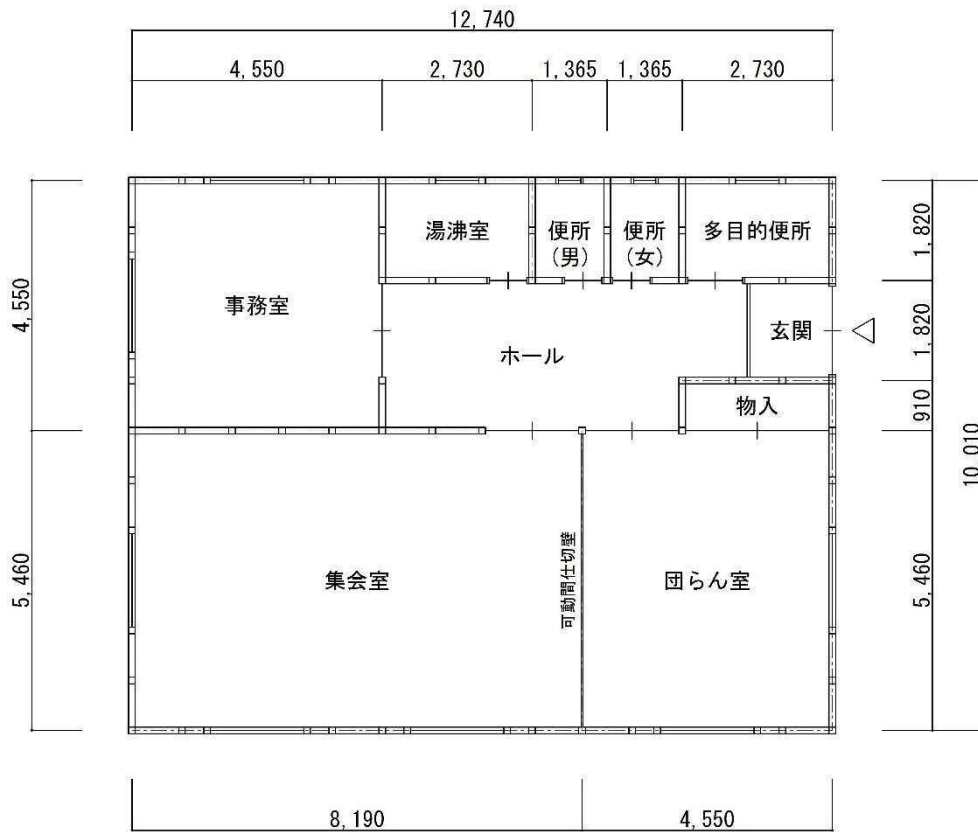 12,740
4,550
2,730
1,365
1,365
2,730
湯沸室
便所
(男)
便所
(女)
多目的便所
1,820
事務室
4,550
ホール
玄関
1,820
物入
910
10,010
集会室
可動間仕切壁
団らん室
5,460
5,460
8,190
4,550